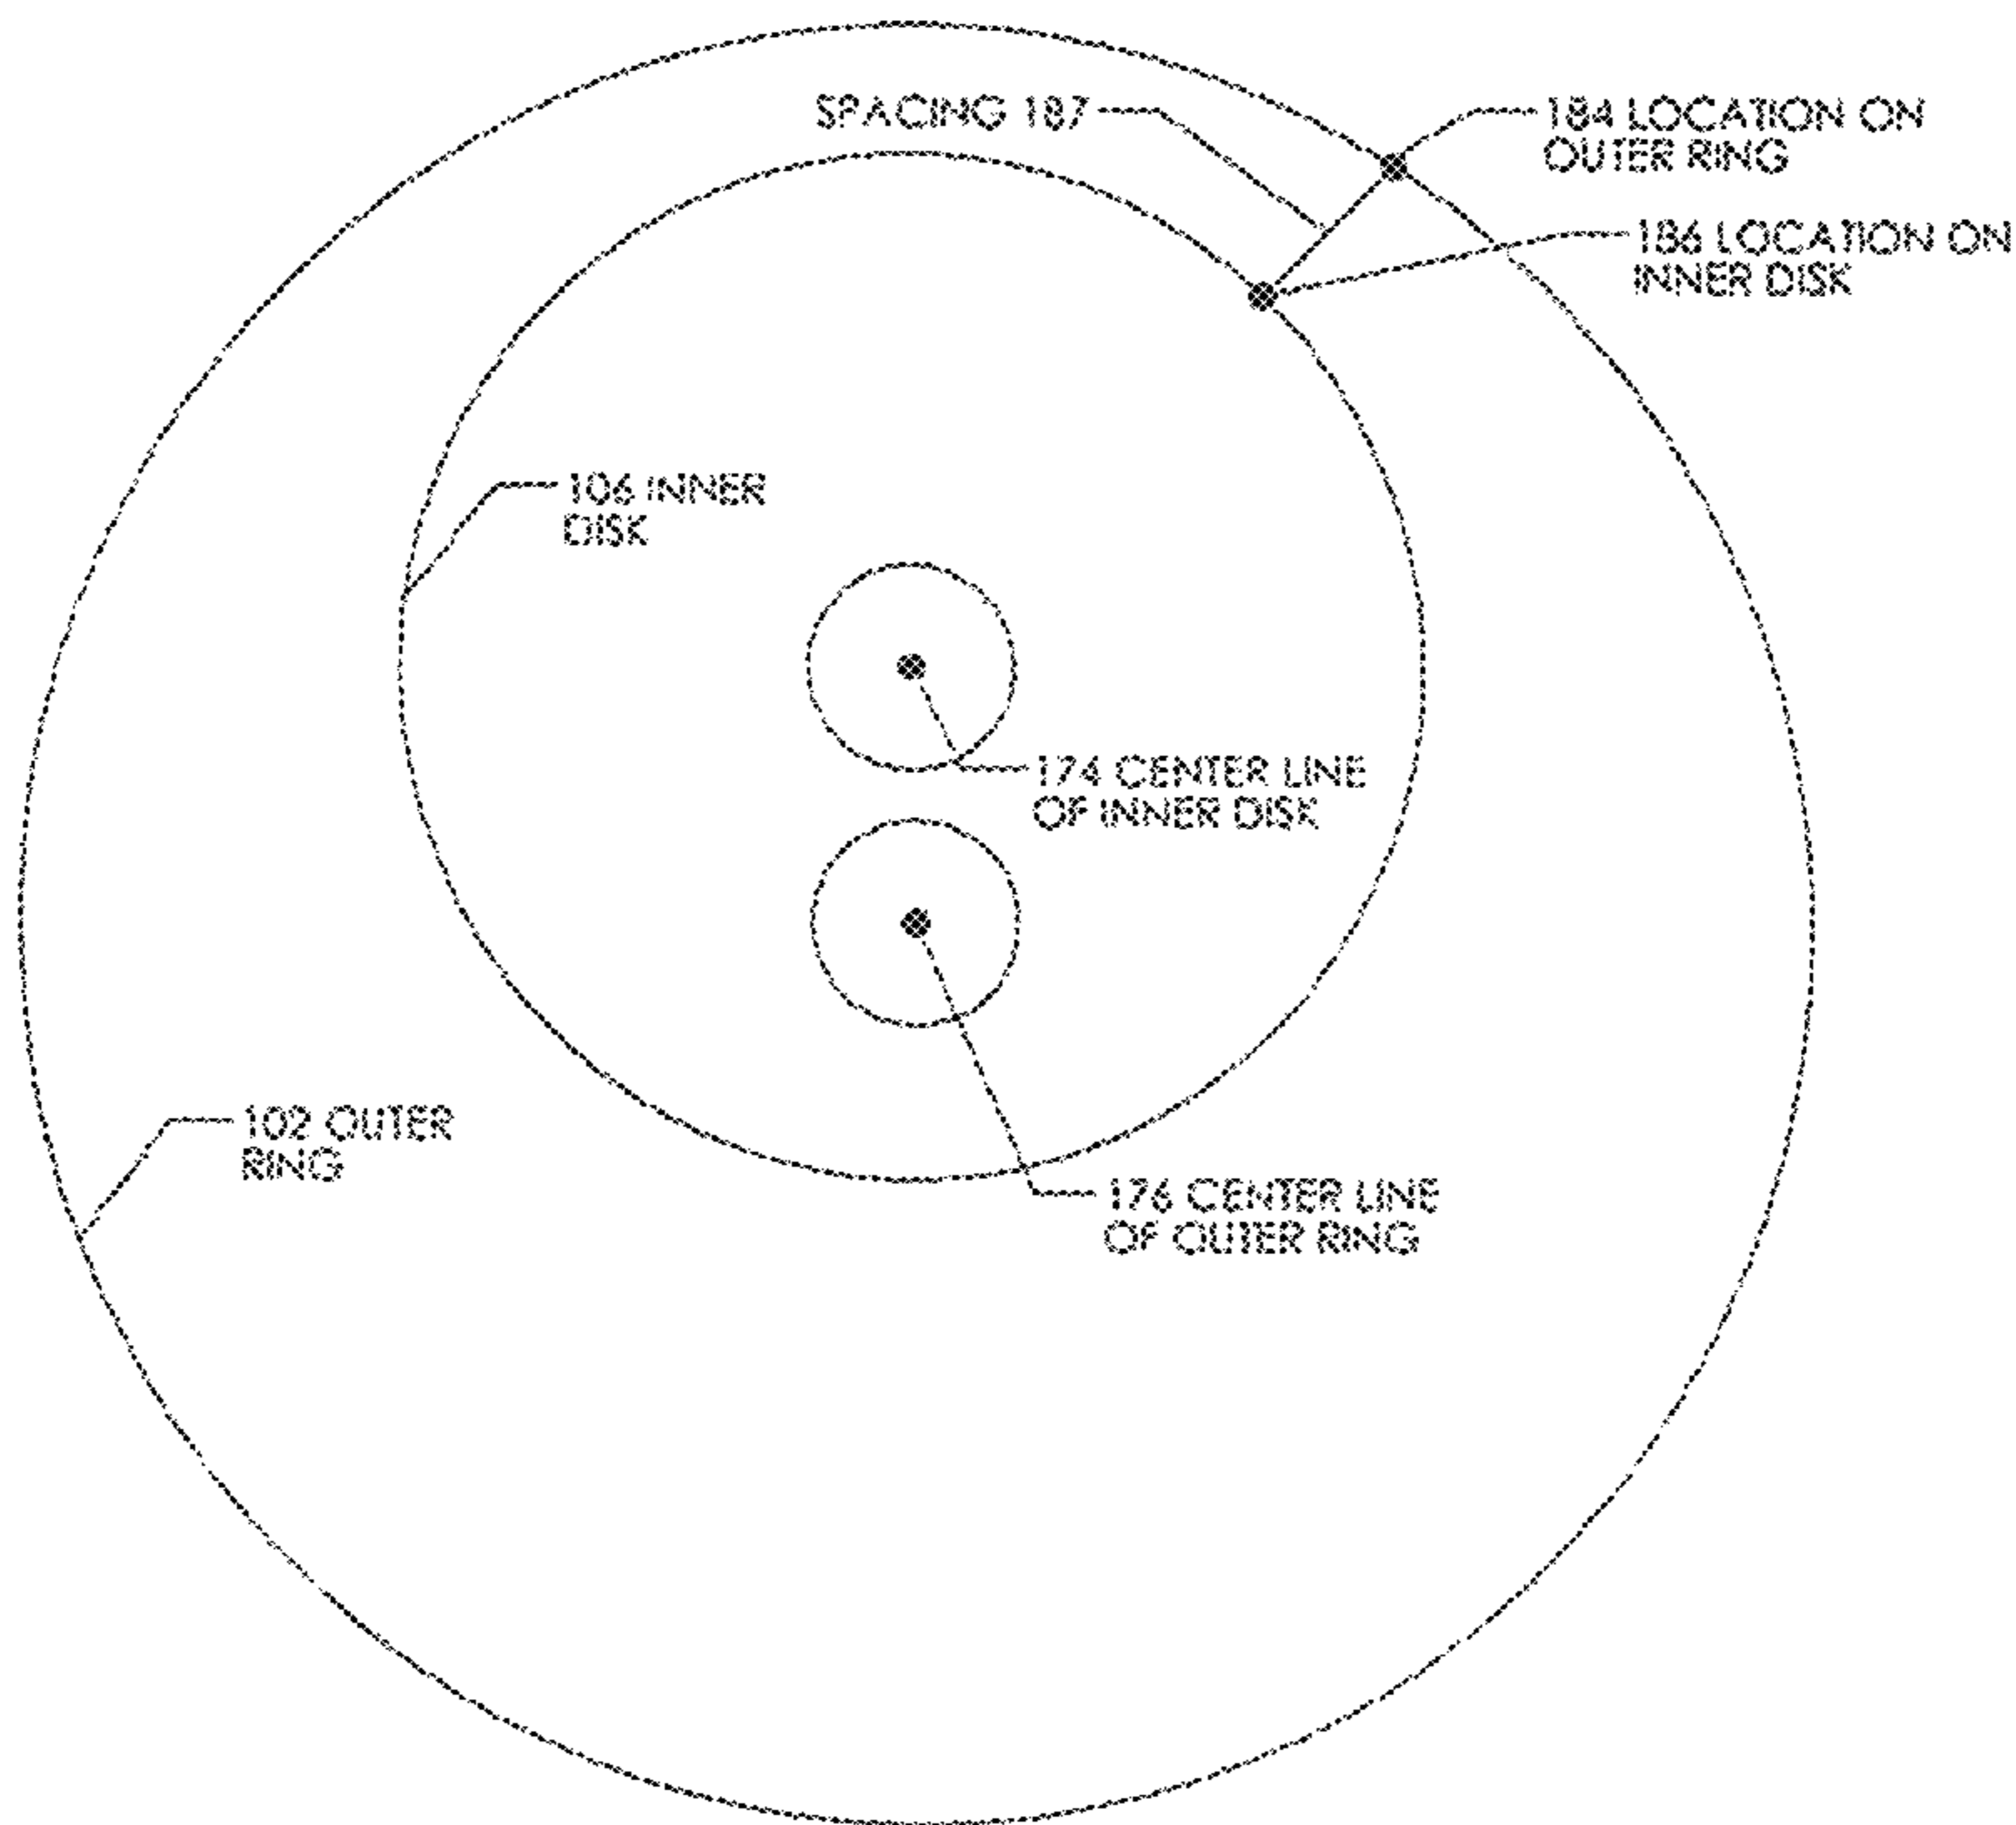 SPACING 187
184 LOCATION ON
OUTER RING
186 LOCATION ON
INNER DISK
106 INNER
DISK
174 CENTER LINE
OF INNER DISK
102 OUTER
RING
176 CENTER LINE
OF OUTER RING